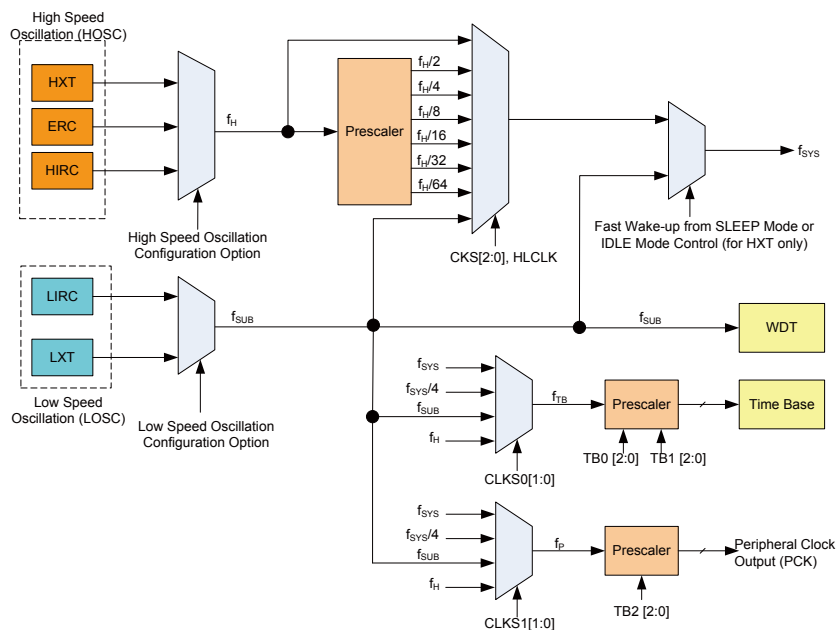 High Speed
Oscillation (HOSC)
HXT
ERC
HIRC
fH
High Speed Oscillation
Configuration Option
Prescaler
fH/2
fH/4
fH/8
fH/16
fH/32
fH/64
CKS[2:0], HLCLK
fSYS
Fast Wake-up from SLEEP Mode or
IDLE Mode Control (for HXT only)
LIRC
LXT
Low Speed
Oscillation (LOSC)
fSUB
Low Speed Oscillation
Configuration Option
fSUB
WDT
fSYS
fSYS/4
fSUB
fH
CLKS0[1:0]
fTB
Prescaler
TB0 [2:0]
TB1 [2:0]
Time Base
fSYS
fSYS/4
fSUB
fH
CLKS1[1:0]
fP
Prescaler
TB2 [2:0]
Peripheral Clock
Output (PCK)